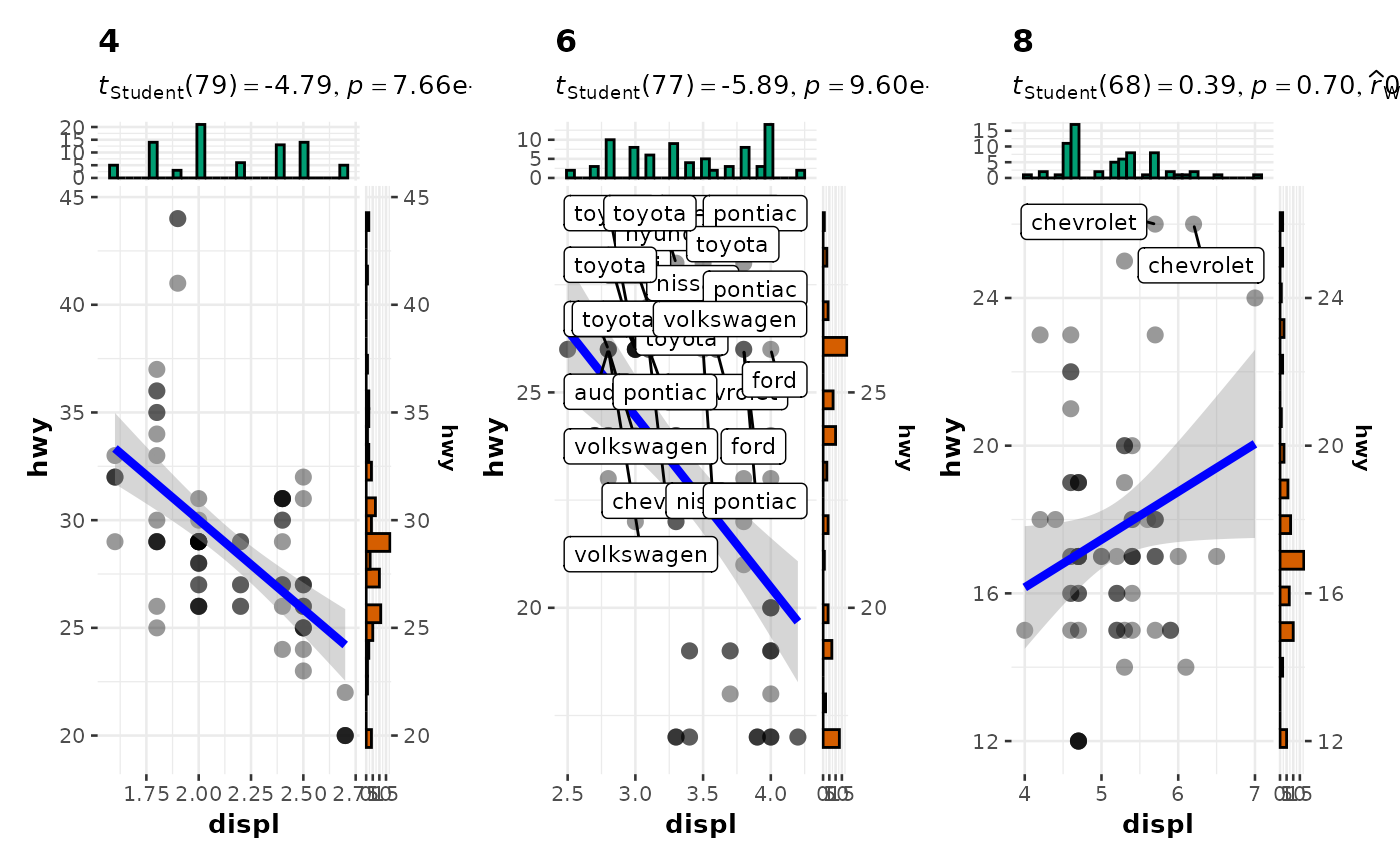 4 6 8
tStudent(79) = -4.79, p = 7.66e- tStudent(77) = -5.89, p = 9.60e- tStudent(68) = 0.39, p = 0.70, r̂
20 15 10 5 0
10 5 0
15 10 5 0
45 40 35 30 25 20
hwy
45 40 35 30 25 20
hwy
1.75 2.00 2.25 2.50
displ
25 20
hwy
toyota pontiac
toyota
toyota
pontiac
toyota volkswagen
toyota
ford
pontiac
volkswagen ford
pontiac
volkswagen
25 20
hwy
2.5 3.0 3.5 4.0
displ
24 20 16 12
hwy
chevrolet
chevrolet
24 20 16 12
hwy
4 5 6 7
displ